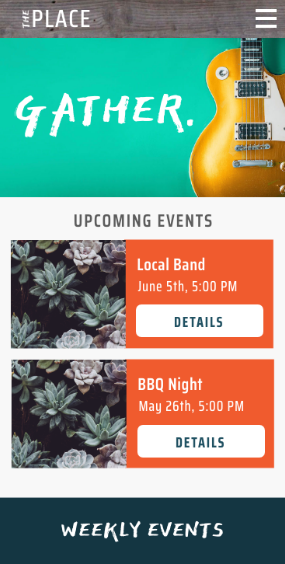 THE PLACE
GATHER.
UPCOMING EVENTS
Local Band
June 5th, 5:00 PM
DETAILS
BBQ Night
May 26th, 5:00 PM
DETAILS
WEEKLY EVENTS